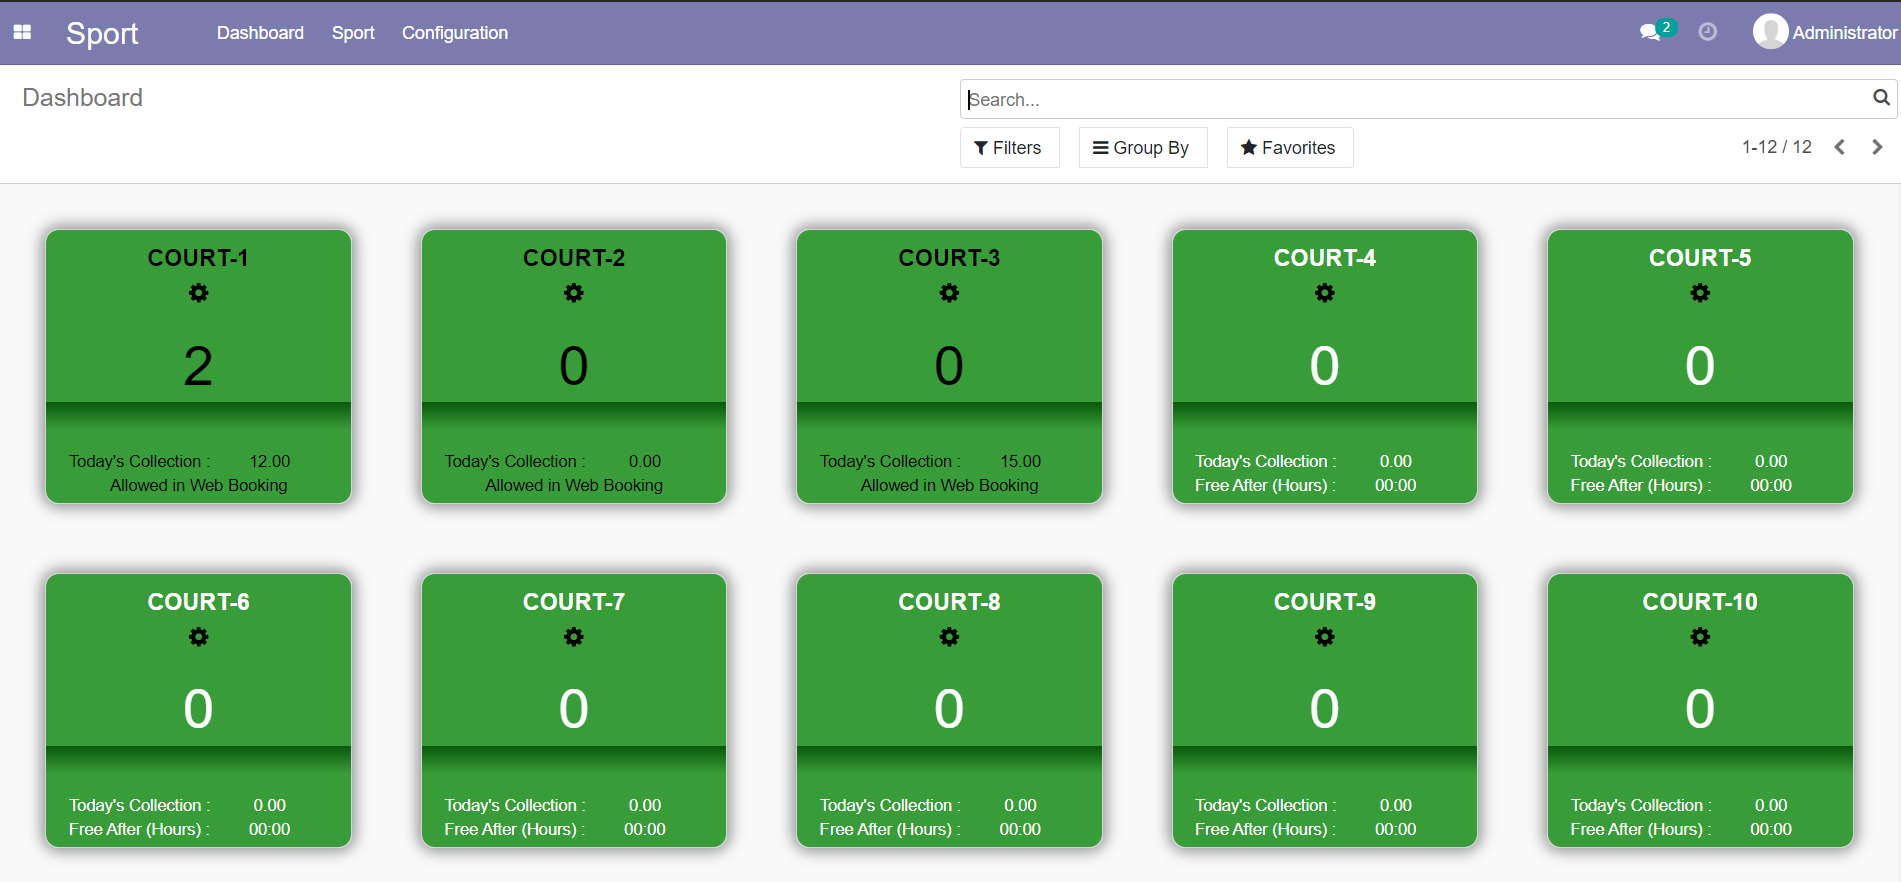 Sport Dashboard Sport Configuration 2 Administrator
Dashboard
Search...
Filters Group By Favorites 1-12 / 12
COURT-1 COURT-2 COURT-3 COURT-4 COURT-5
2 0 0 0 0
Today's Collection : 12.00 Today's Collection : 0.00 Today's Collection : 15.00 Today's Collection : 0.00 Today's Collection : 0.00
Allowed in Web Booking Allowed in Web Booking Allowed in Web Booking Free After (Hours) : 00:00 Free After (Hours) : 00:00
COURT-6 COURT-7 COURT-8 COURT-9 COURT-10
0 0 0 0 0
Today's Collection : 0.00 Today's Collection : 0.00 Today's Collection : 0.00 Today's Collection : 0.00 Today's Collection : 0.00
Free After (Hours) : 00:00 Free After (Hours) : 00:00 Free After (Hours) : 00:00 Free After (Hours) : 00:00 Free After (Hours) : 00:00